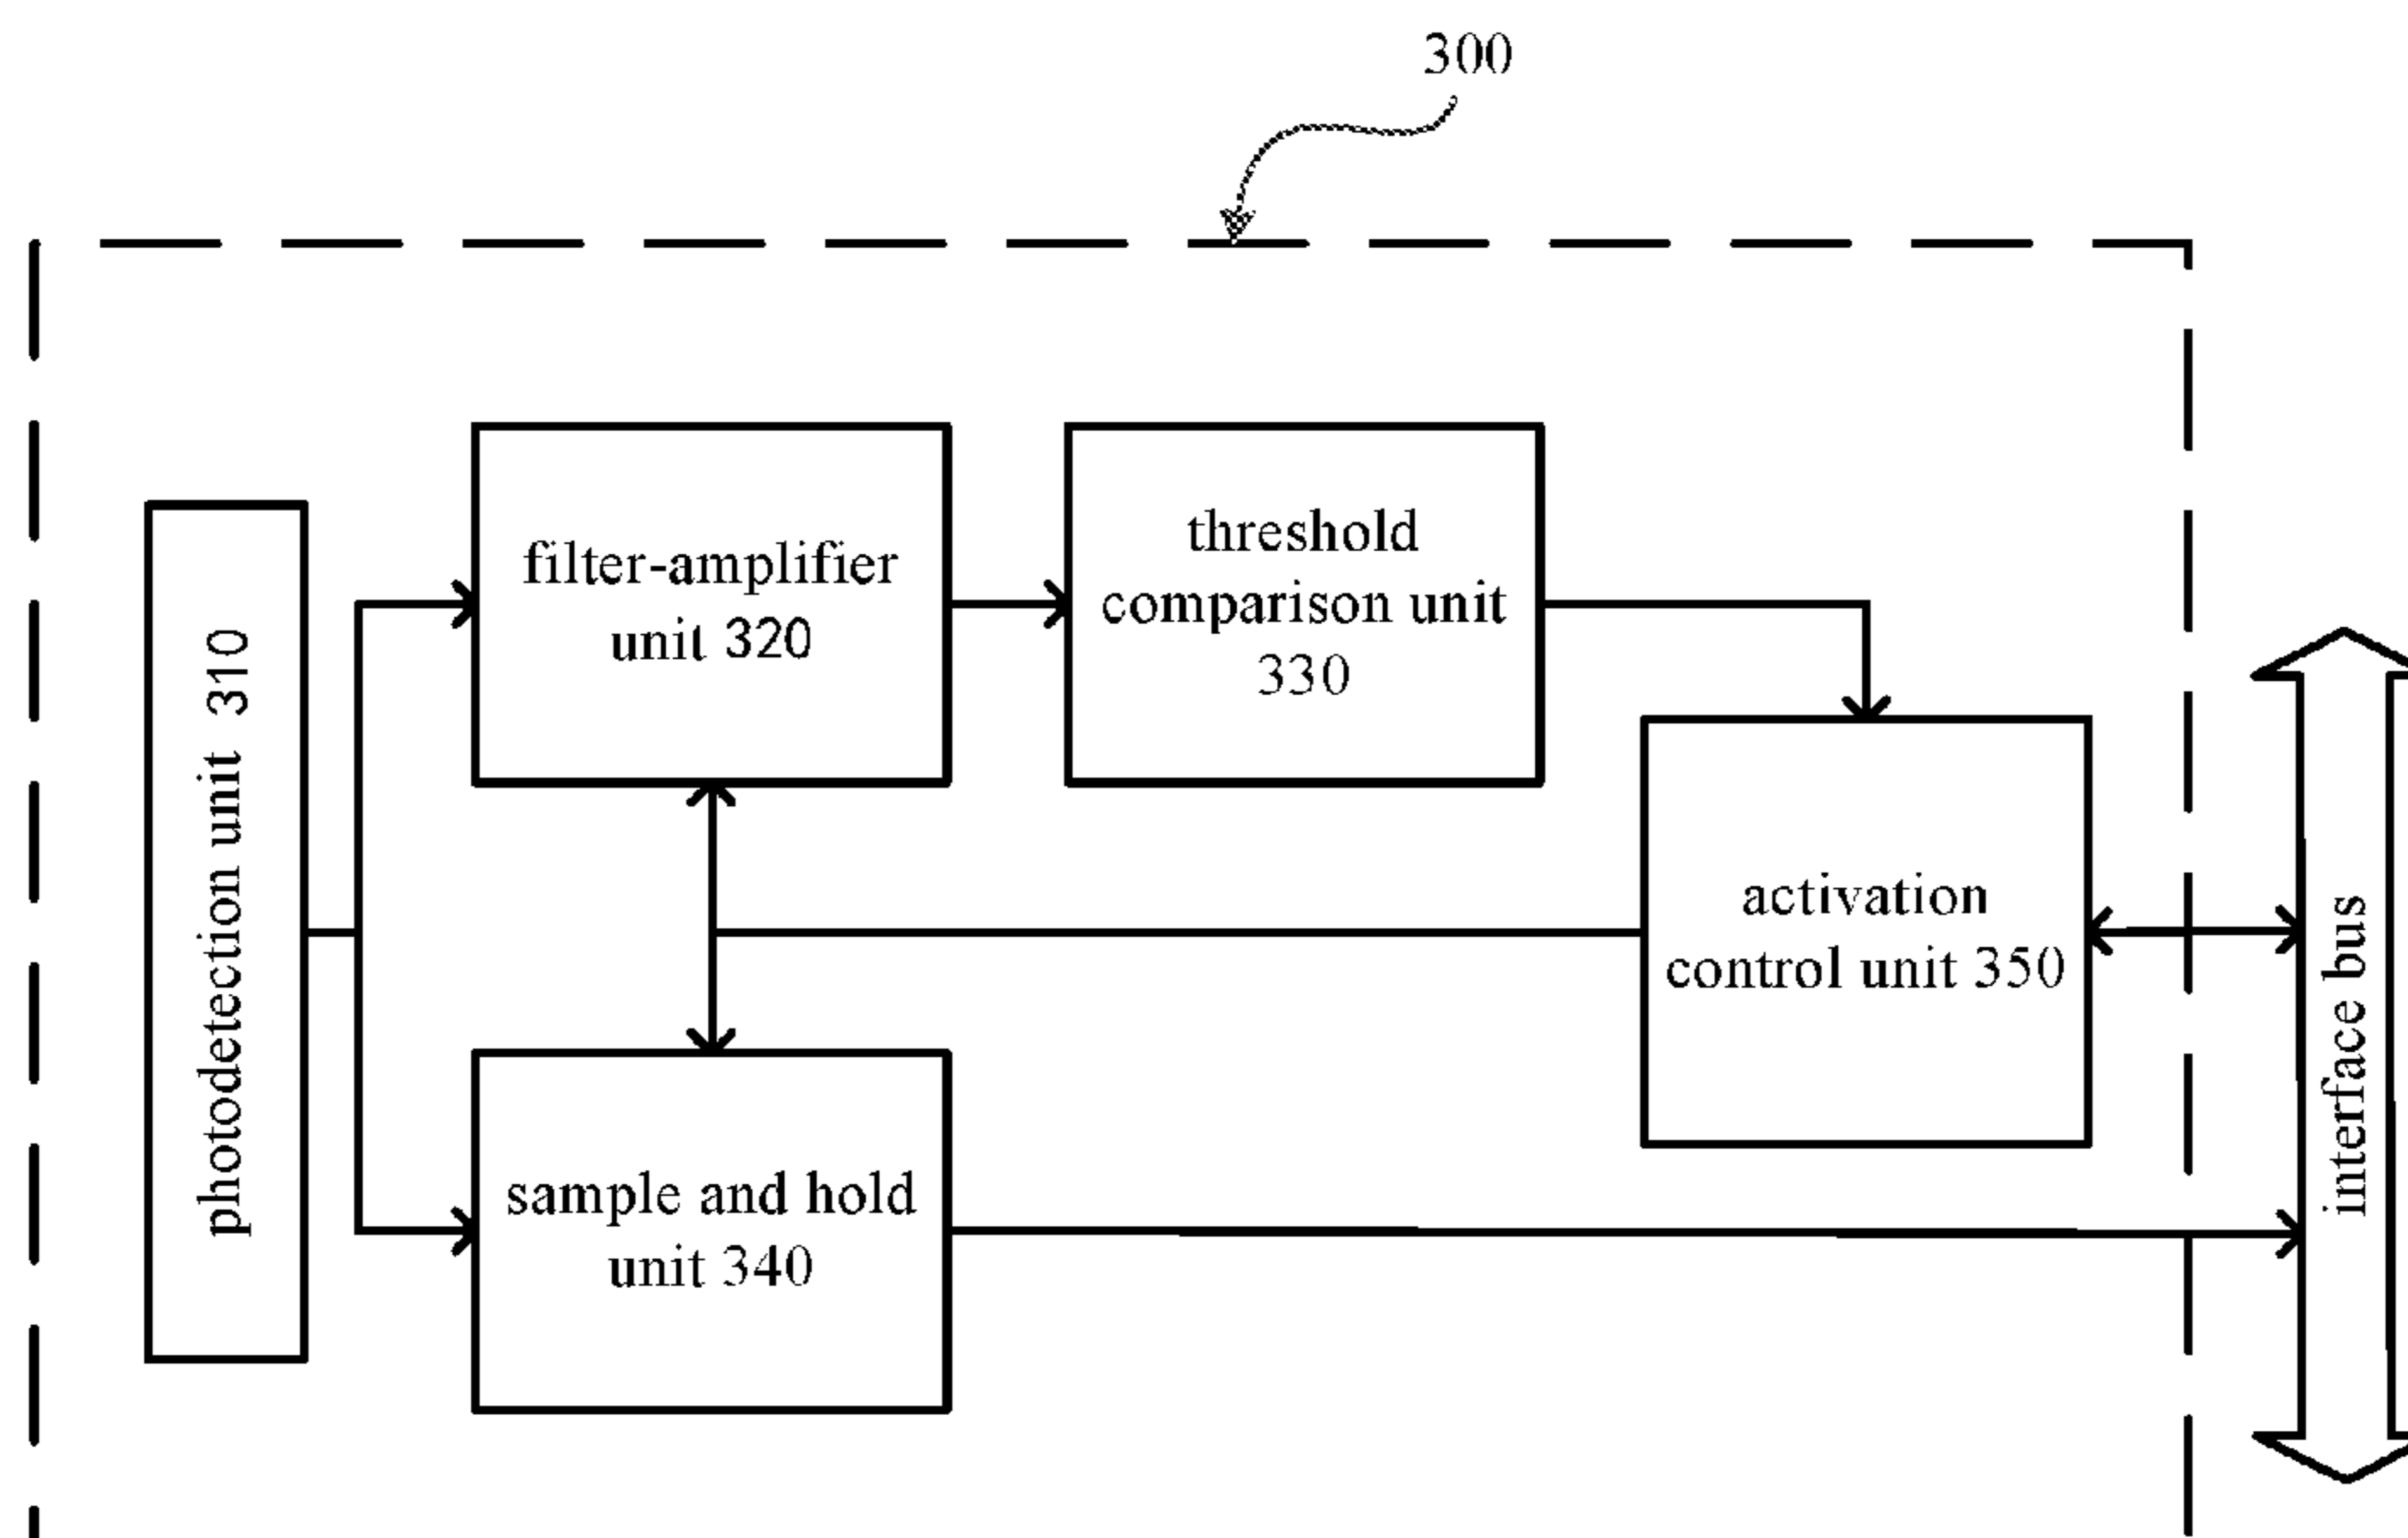 300
photodetection unit 310
filter-amplifier
unit 320
threshold
comparison unit
330
activation
control unit 350
sample and hold
unit 340
interface bus